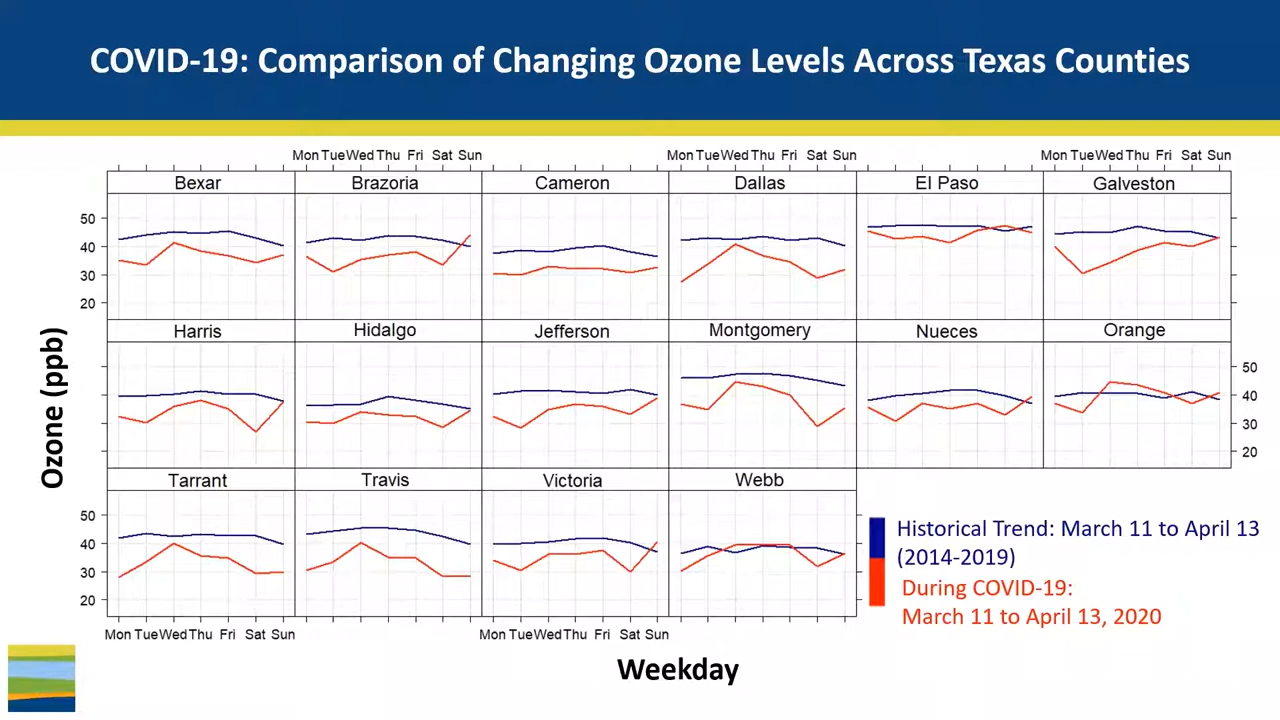 COVID-19: Comparison of Changing Ozone Levels Across Texas Counties
Mon Tue Wed Thu Fri Sat Sun
Mon Tue Wed Thu Fri Sat Sun
Mon Tue Wed Thu Fri Sat Sun
Bexar
Brazoria
Cameron
Dallas
El Paso
Galveston
50
40
30
20
Harris
Hidalgo
Jefferson
Montgomery
Nueces
Orange
50
40
30
20
Tarrant
Travis
Victoria
Webb
50
40
30
20
Ozone (ppb)
Historical Trend: March 11 to April 13
(2014-2019)
During COVID-19:
March 11 to April 13, 2020
Mon Tue Wed Thu Fri Sat Sun
Mon Tue Wed Thu Fri Sat Sun
Weekday